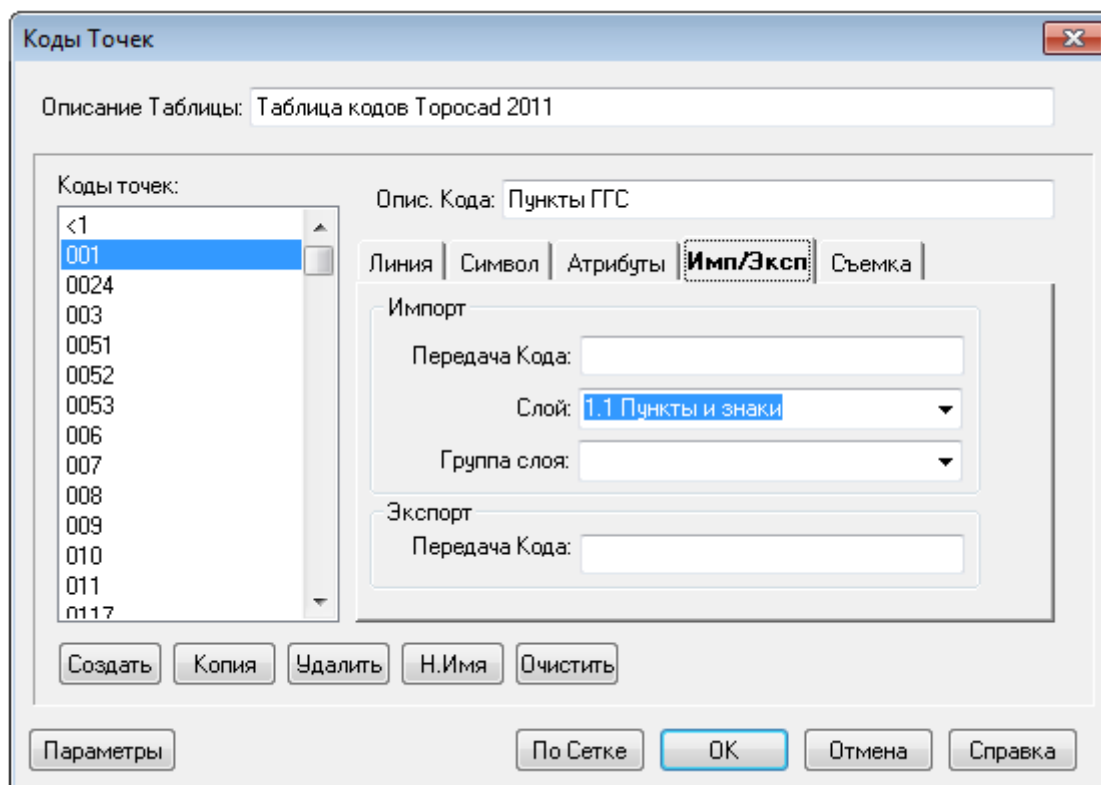 Коды Точек
Описание Таблицы: Таблица кодов Topocad 2011
Коды точек:
<1
001
0024
003
0051
0052
0053
006
007
008
009
010
011
0117
Опис. Кода: Пункты ГГС
Линия Символ Атрибуты Имп/Эксп Съемка
Импорт
Передача Кода:
Слой: 1.1 Пункты и знаки
Группа слоя:
Экспорт
Передача Кода:
Создать Копия Удалить Н.Имя Очистить
Параметры По Сетке OK Отмена Справка